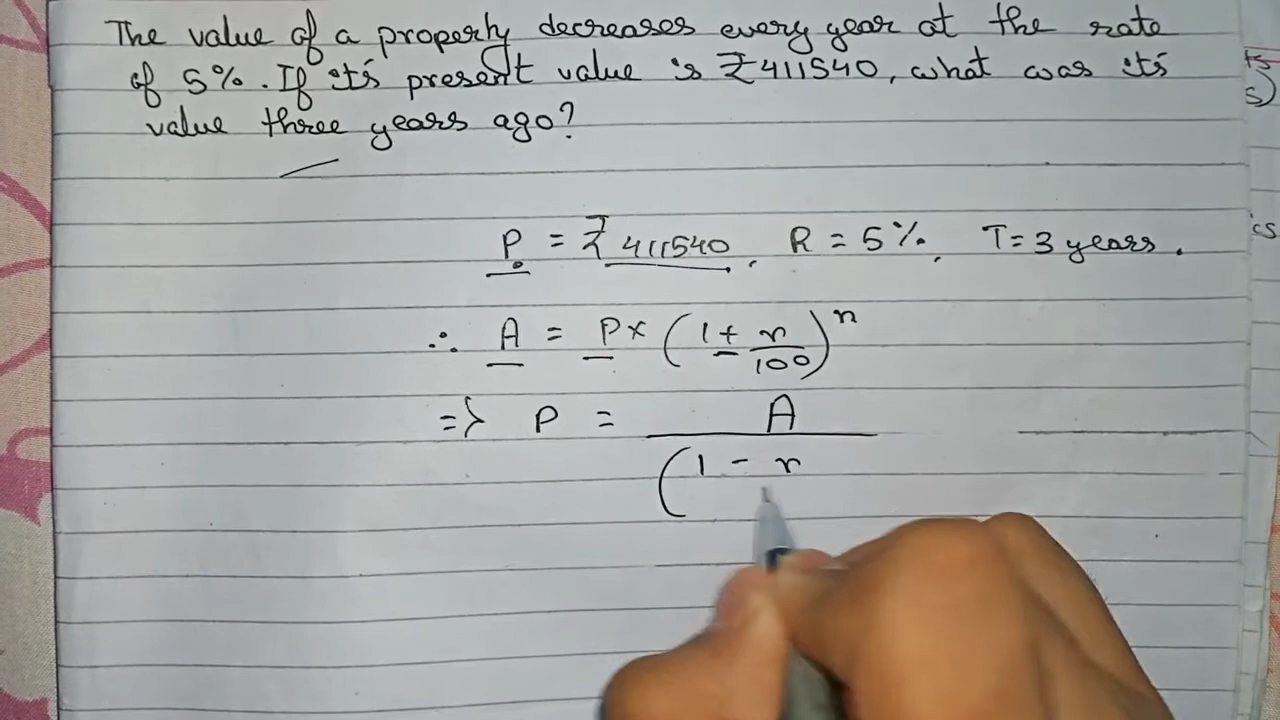 The value of a property decreases every year at the rate
of 5%. If its present value is ₹411540, what was its
value three years ago?
P = ₹411540, R = 5%, T = 3 years.
∴ A = P × (1 + r/100)^n
=> P = A
(1 - r